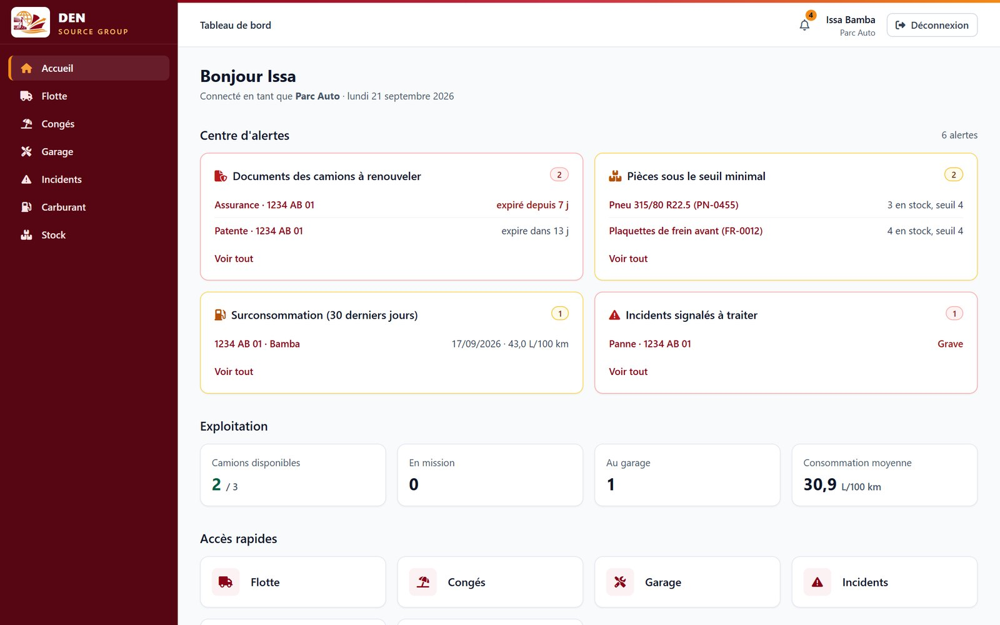 DEN
SOURCE GROUP
Accueil
Flotte
Congés
Garage
Incidents
Carburant
Stock
Tableau de bord
4
Issa Bamba
Parc Auto
Déconnexion
Bonjour Issa
Connecté en tant que Parc Auto · lundi 21 septembre 2026
Centre d'alertes
6 alertes
Documents des camions à renouveler
2
Assurance · 1234 AB 01
expiré depuis 7 j
Patente · 1234 AB 01
expire dans 13 j
Voir tout
Pièces sous le seuil minimal
2
Pneu 315/80 R22.5 (PN-0455)
3 en stock, seuil 4
Plaquettes de frein avant (FR-0012)
4 en stock, seuil 4
Voir tout
Surconsommation (30 derniers jours)
1
1234 AB 01 · Bamba
17/09/2026 · 43,0 L/100 km
Voir tout
Incidents signalés à traiter
1
Panne · 1234 AB 01
Grave
Voir tout
Exploitation
Camions disponibles
2 / 3
En mission
0
Au garage
1
Consommation moyenne
30,9 L/100 km
Accès rapides
Flotte
Congés
Garage
Incidents